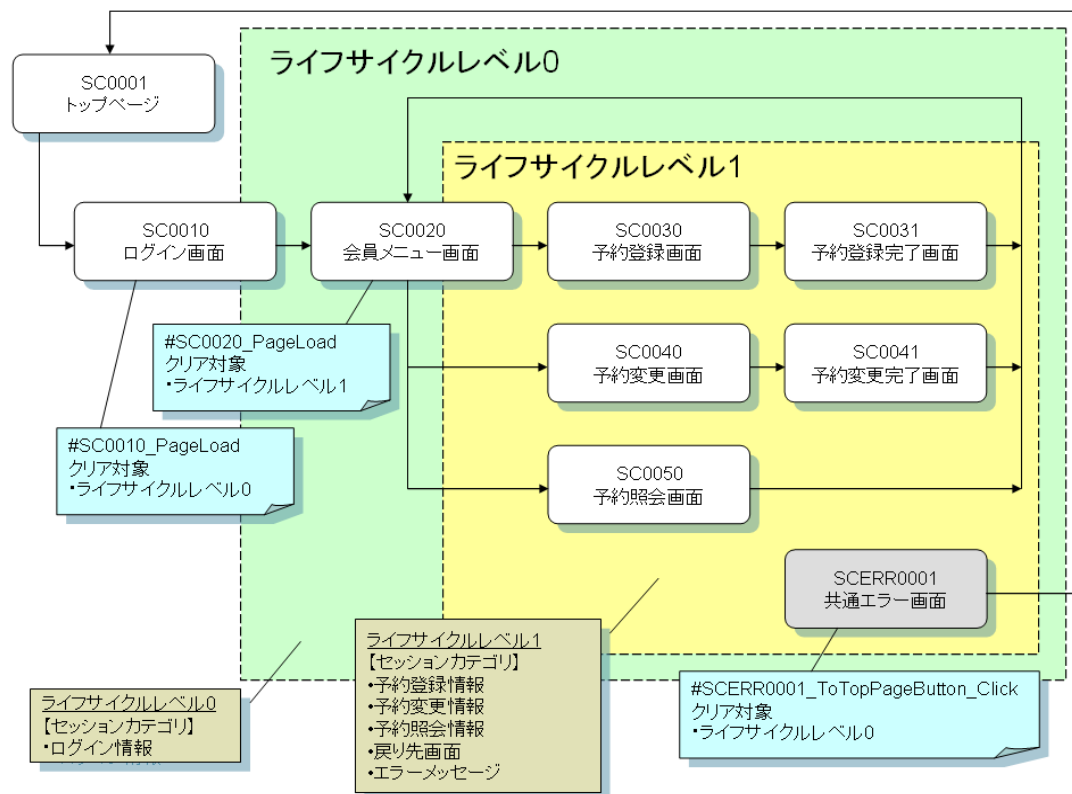 ライフサイクルレベル0
SC0001
トップページ
ライフサイクルレベル1
SC0010
ログイン画面
SC0020
会員メニュー画面
SC0030
予約登録画面
SC0031
予約登録完了画面
#SC0020_PageLoad
クリア対象
・ライフサイクルレベル1
SC0040
予約変更画面
SC0041
予約変更完了画面
#SC0010_PageLoad
クリア対象
・ライフサイクルレベル0
SC0050
予約照会画面
SCERR0001
共通エラー画面
ライフサイクルレベル1
【セッションカテゴリ】
・予約登録情報
・予約変更情報
・予約照会情報
・戻り先画面
・エラーメッセージ
ライフサイクルレベル0
【セッションカテゴリ】
・ログイン情報
#SCERR0001_ToTopPageButton_Click
クリア対象
・ライフサイクルレベル0